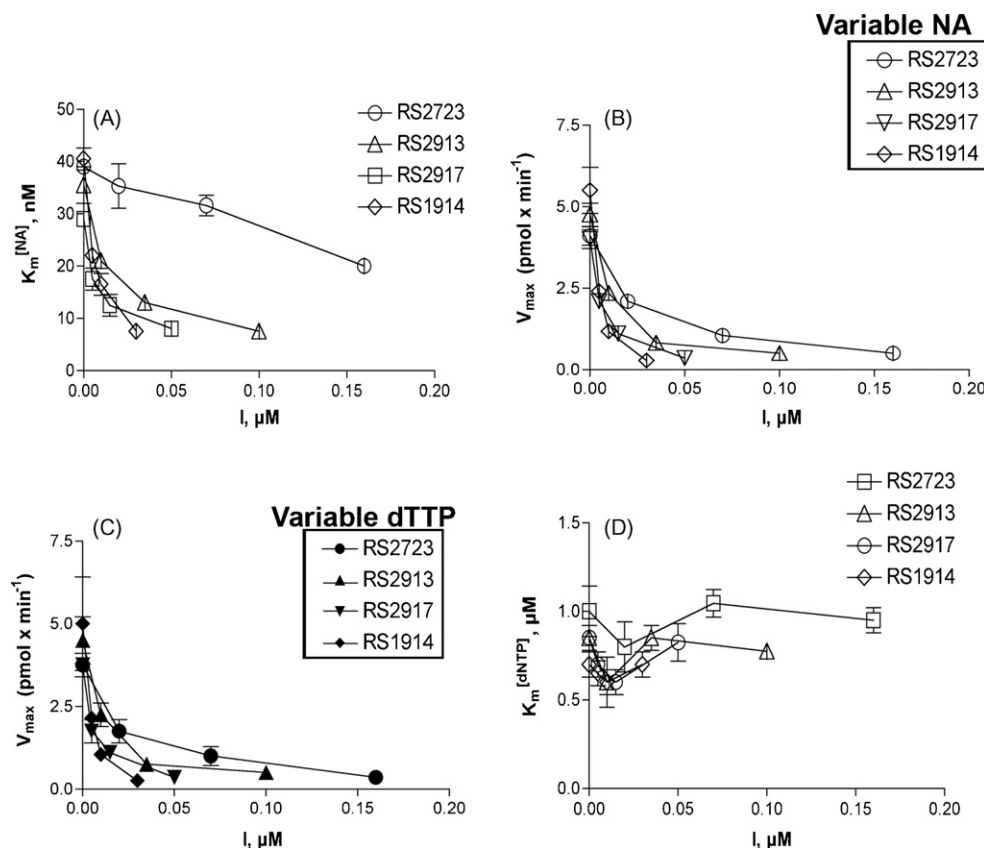 Variable NA
(A)
RS2723
RS2913
RS2917
RS1914
50
40
30
20
10
0
Km[NA], nM
0.00 0.05 0.10 0.15 0.20
I, µM
(B)
RS2723
RS2913
RS2917
RS1914
7.5
5.0
2.5
0.0
Vmax (pmol x min-1)
0.00 0.05 0.10 0.15 0.20
I, µM
(C)
Variable dTTP
RS2723
RS2913
RS2917
RS1914
7.5
5.0
2.5
0.0
Vmax (pmol x min-1)
0.00 0.05 0.10 0.15 0.20
I, µM
(D)
RS2723
RS2913
RS2917
RS1914
1.5
1.0
0.5
0.0
Km[dNTP], µM
0.00 0.05 0.10 0.15 0.20
I, µM